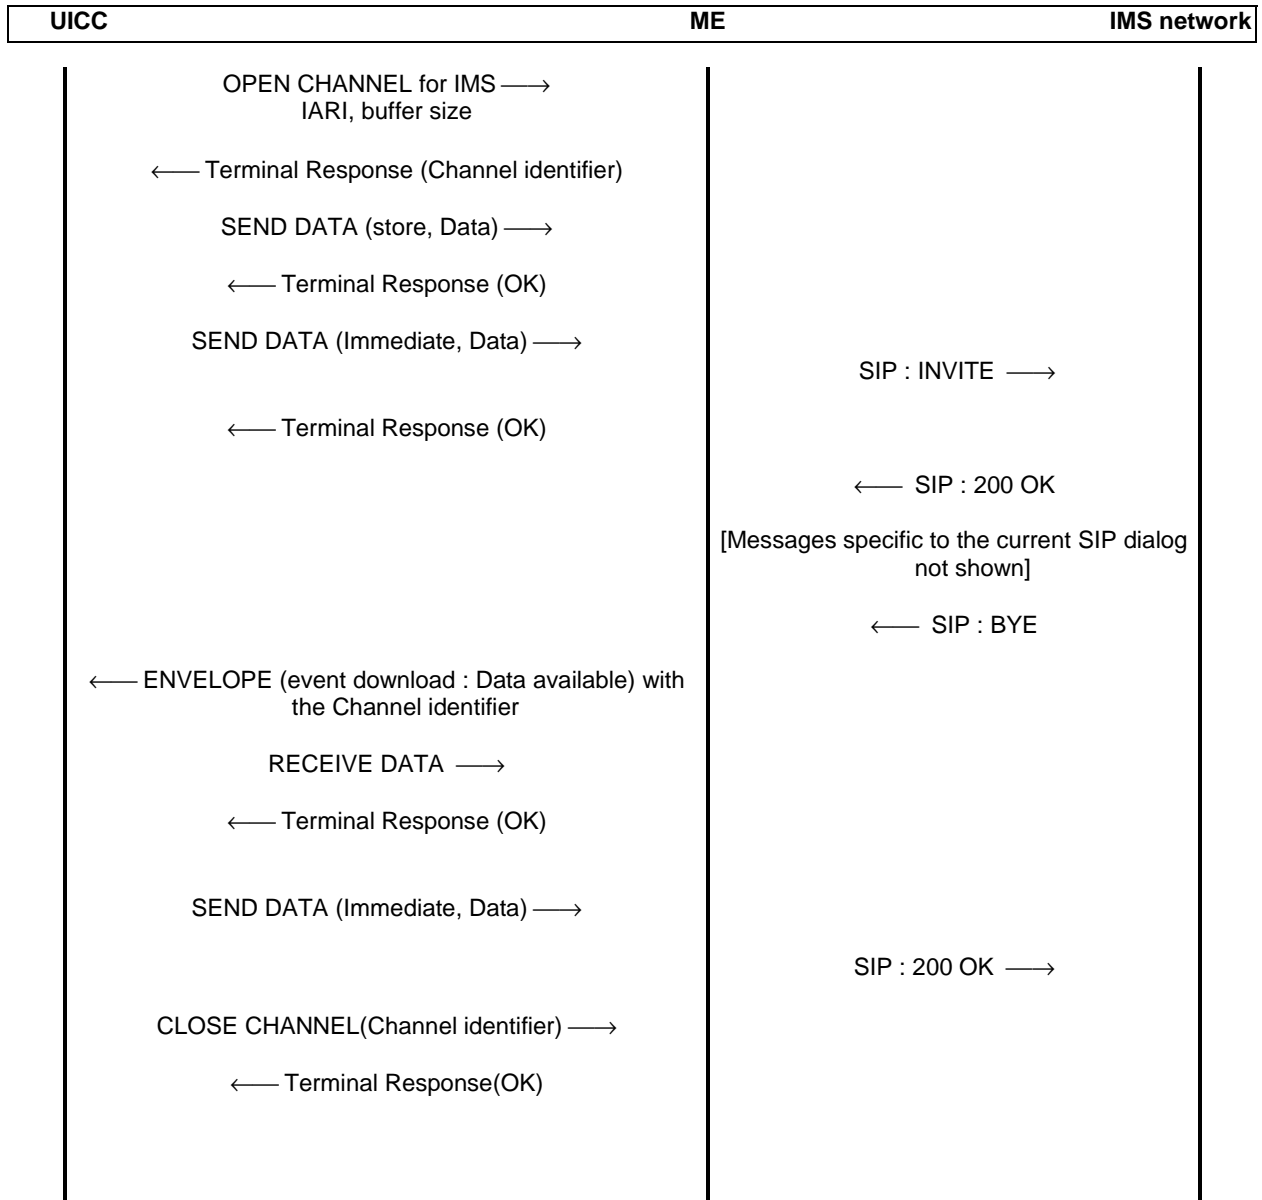 UICC ME IMS network
OPEN CHANNEL for IMS ⟶
IARI, buffer size
⟵ Terminal Response (Channel identifier)
SEND DATA (store, Data) ⟶
⟵ Terminal Response (OK)
SEND DATA (Immediate, Data) ⟶
SIP : INVITE ⟶
⟵ Terminal Response (OK)
⟵ SIP : 200 OK
[Messages specific to the current SIP dialog
not shown]
⟵ SIP : BYE
⟵ ENVELOPE (event download : Data available) with
the Channel identifier
RECEIVE DATA ⟶
⟵ Terminal Response (OK)
SEND DATA (Immediate, Data) ⟶
SIP : 200 OK ⟶
CLOSE CHANNEL(Channel identifier) ⟶
⟵ Terminal Response(OK)